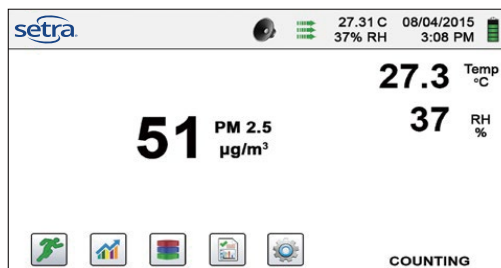 setra
27.31 C 08/04/2015
37% RH 3:08 PM
27.3 Temp °C
37 RH %
51 PM 2.5 µg/m³
COUNTING